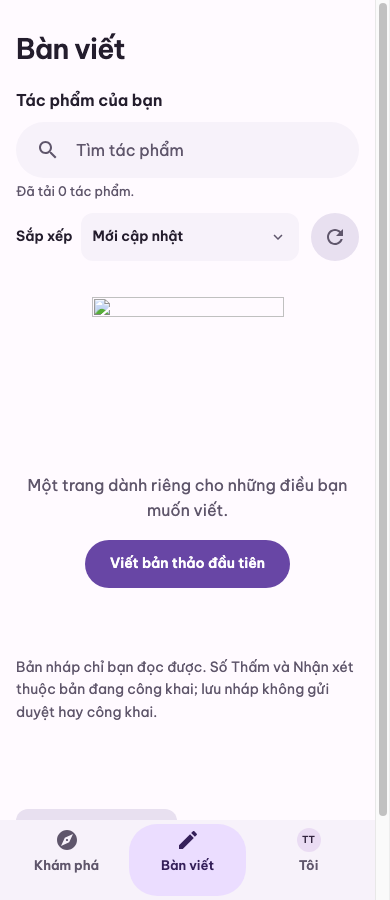 Bàn viết
Tác phẩm của bạn
Tìm tác phẩm
Đã tải 0 tác phẩm.
Sắp xếp
Mới cập nhật
Một trang dành riêng cho những điều bạn
muốn viết.
Viết bản thảo đầu tiên
Bản nháp chỉ bạn đọc được. Số Thấm và Nhận xét
thuộc bản đang công khai; lưu nháp không gửi
duyệt hay công khai.
TT
Khám phá
Bàn viết
Tôi